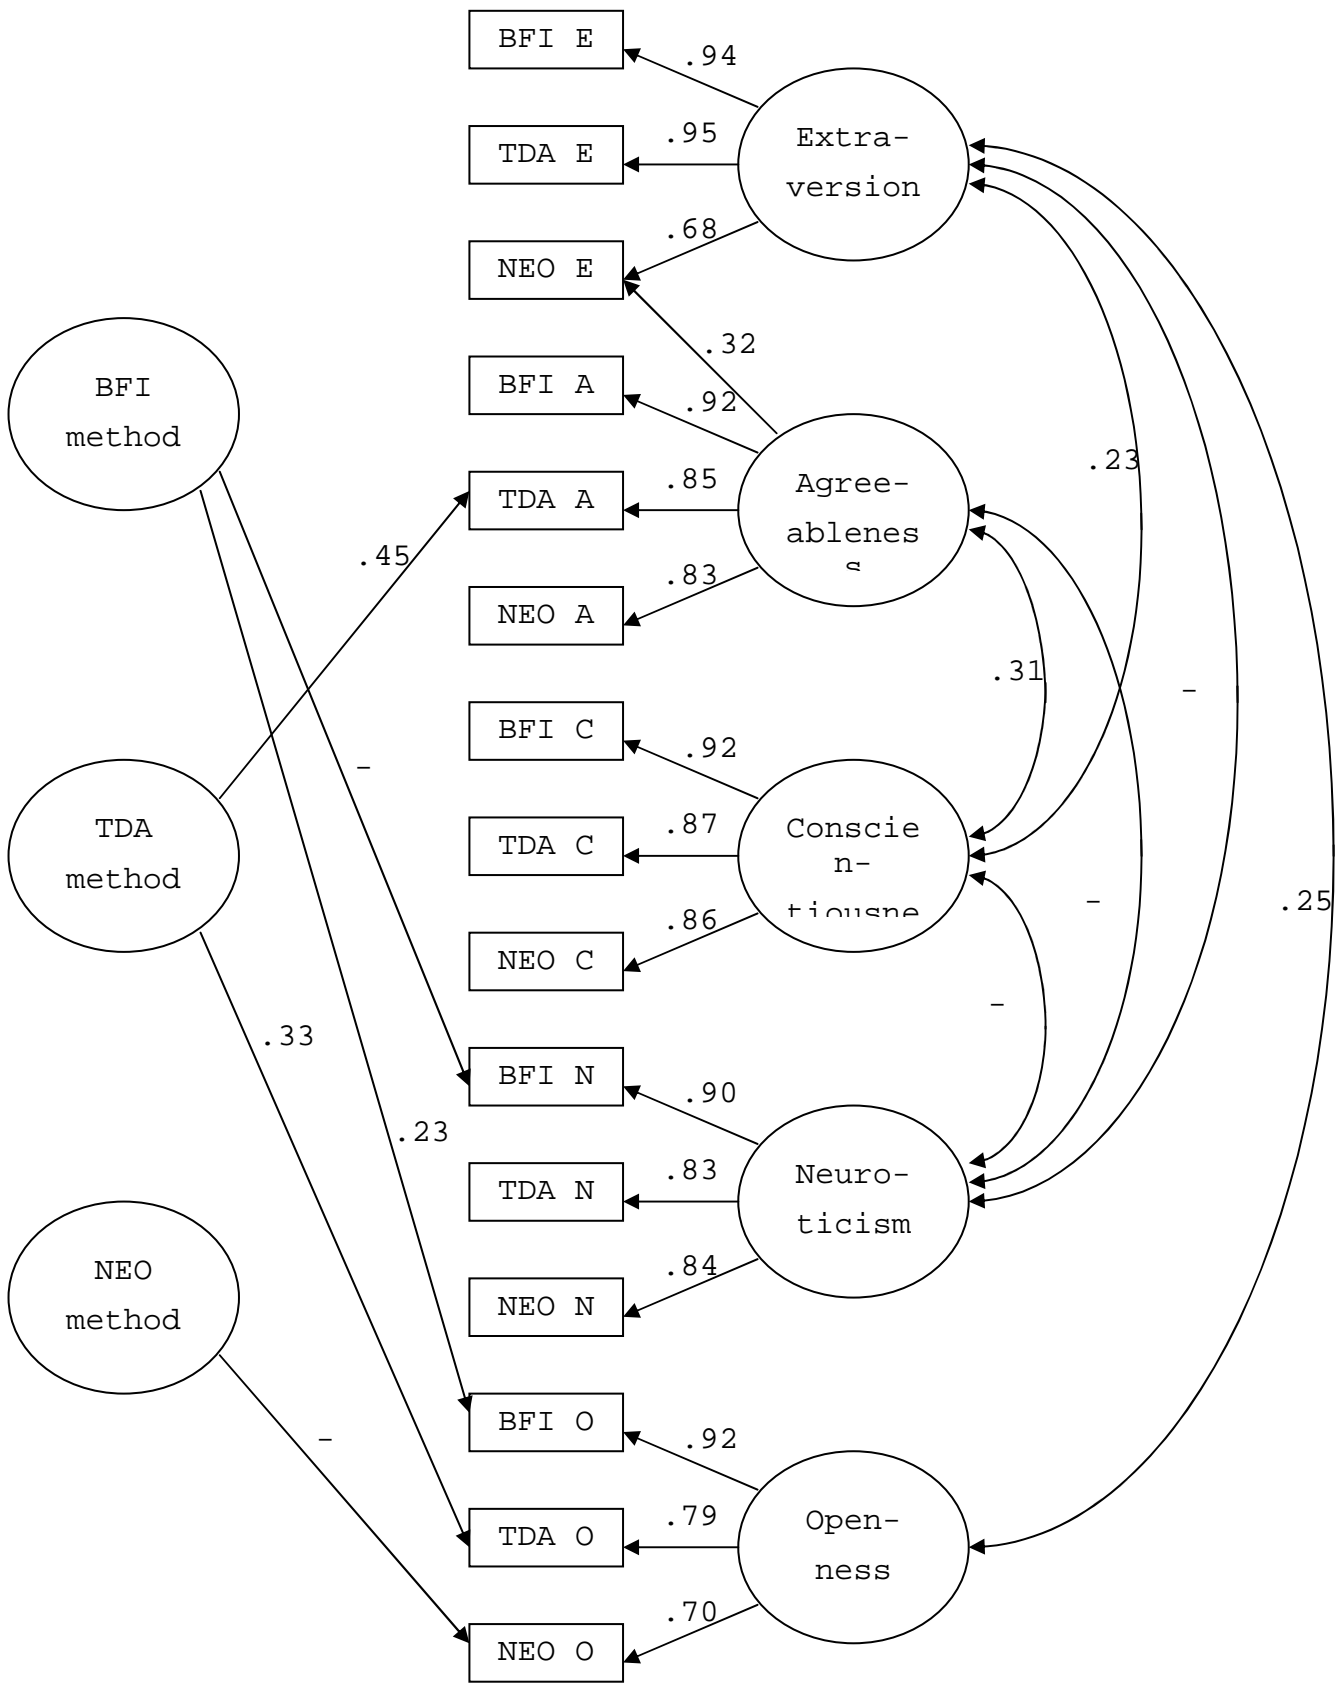 BFI E
.94
Extra-
version
TDA E
.95
NEO E
.68
.32
BFI
method
BFI A
.92
Agree-
ablenes
s
.23
TDA A
.85
.45
NEO A
.83
.31
-
BFI C
.92
-
TDA
method
TDA C
.87
Conscie
n-
tiousne
-
.25
NEO C
.86
-
.33
BFI N
.90
.23
TDA N
.83
Neuro-
ticism
NEO
method
NEO N
.84
-
BFI O
.92
TDA O
.79
Open-
ness
NEO O
.70